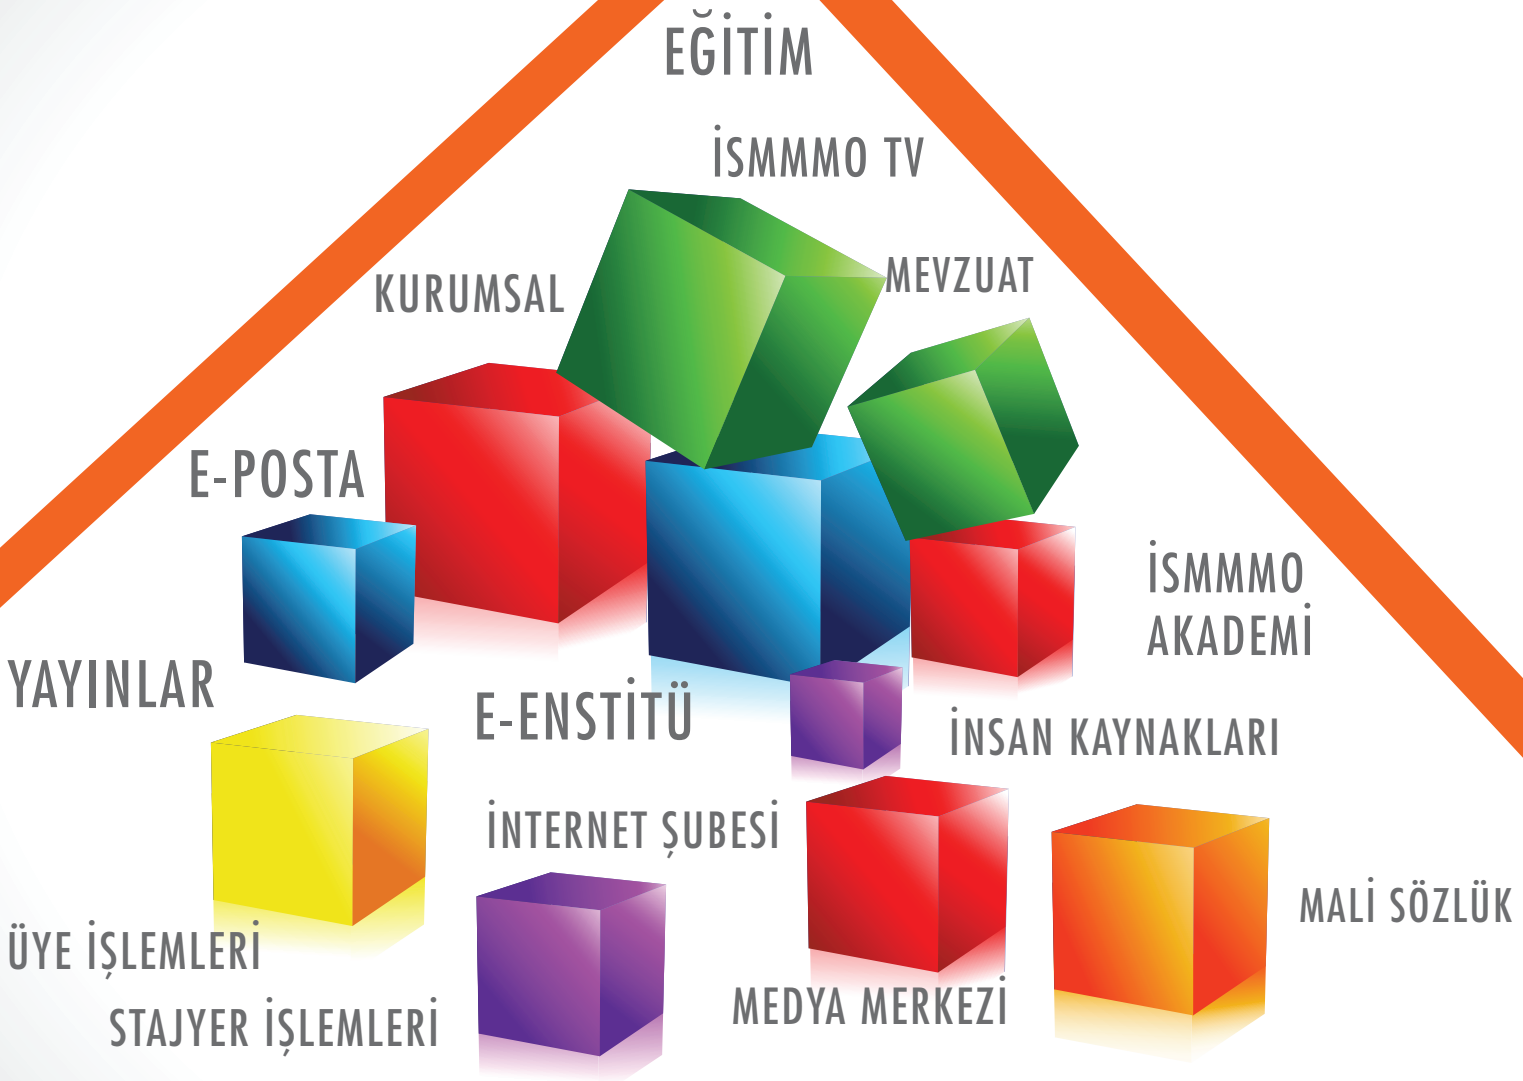 EĞİTİM
İSMMMO TV
KURUMSAL
MEVZUAT
E-POSTA
İSMMMO
AKADEMİ
YAYINLAR
E-ENSTİTÜ
İNSAN KAYNAKLARI
İNTERNET ŞUBESİ
MALİ SÖZLÜK
ÜYE İŞLEMLERİ
MEDYA MERKEZİ
STAJYER İŞLEMLERİ